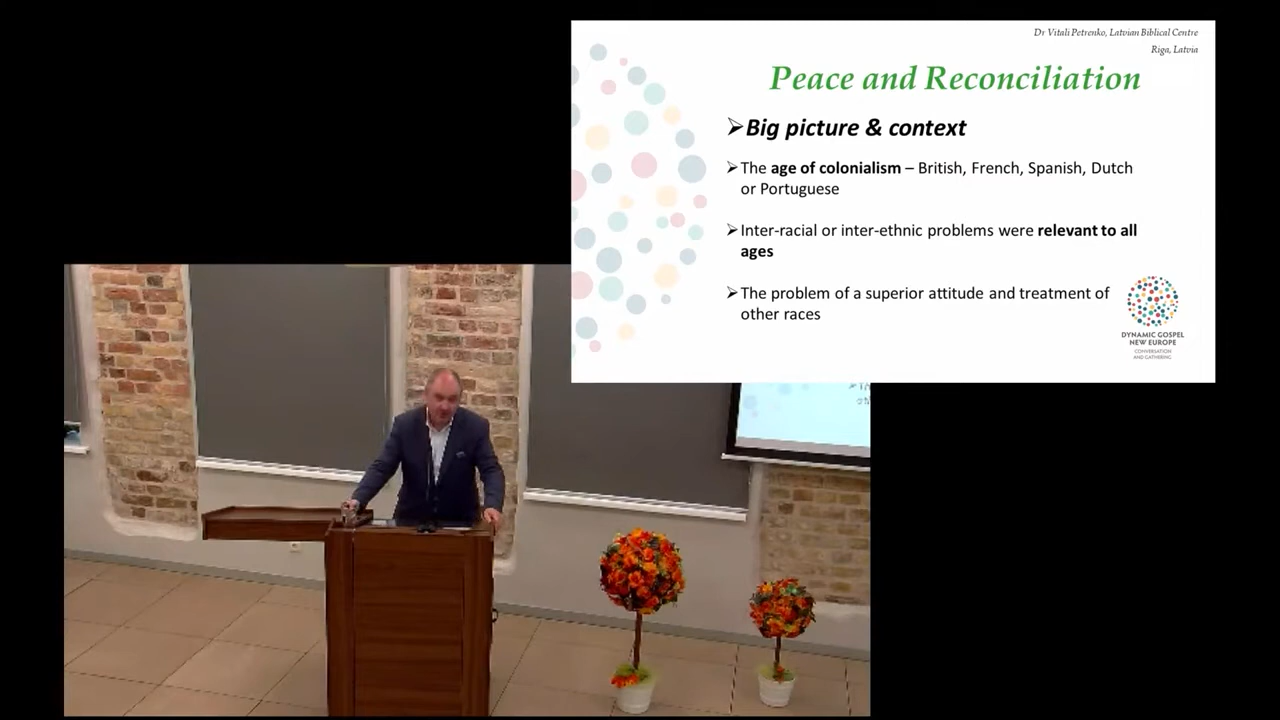 Dr Vitali Petrenko, Latvian Biblical Centre
Riga, Latvia
Peace and Reconciliation
➢Big picture & context
➢The age of colonialism – British, French, Spanish, Dutch
or Portuguese
➢Inter-racial or inter-ethnic problems were relevant to all
ages
➢The problem of a superior attitude and treatment of
other races
DYNAMIC GOSPEL
NEW EUROPE
CONVERSATION
AND GATHERING